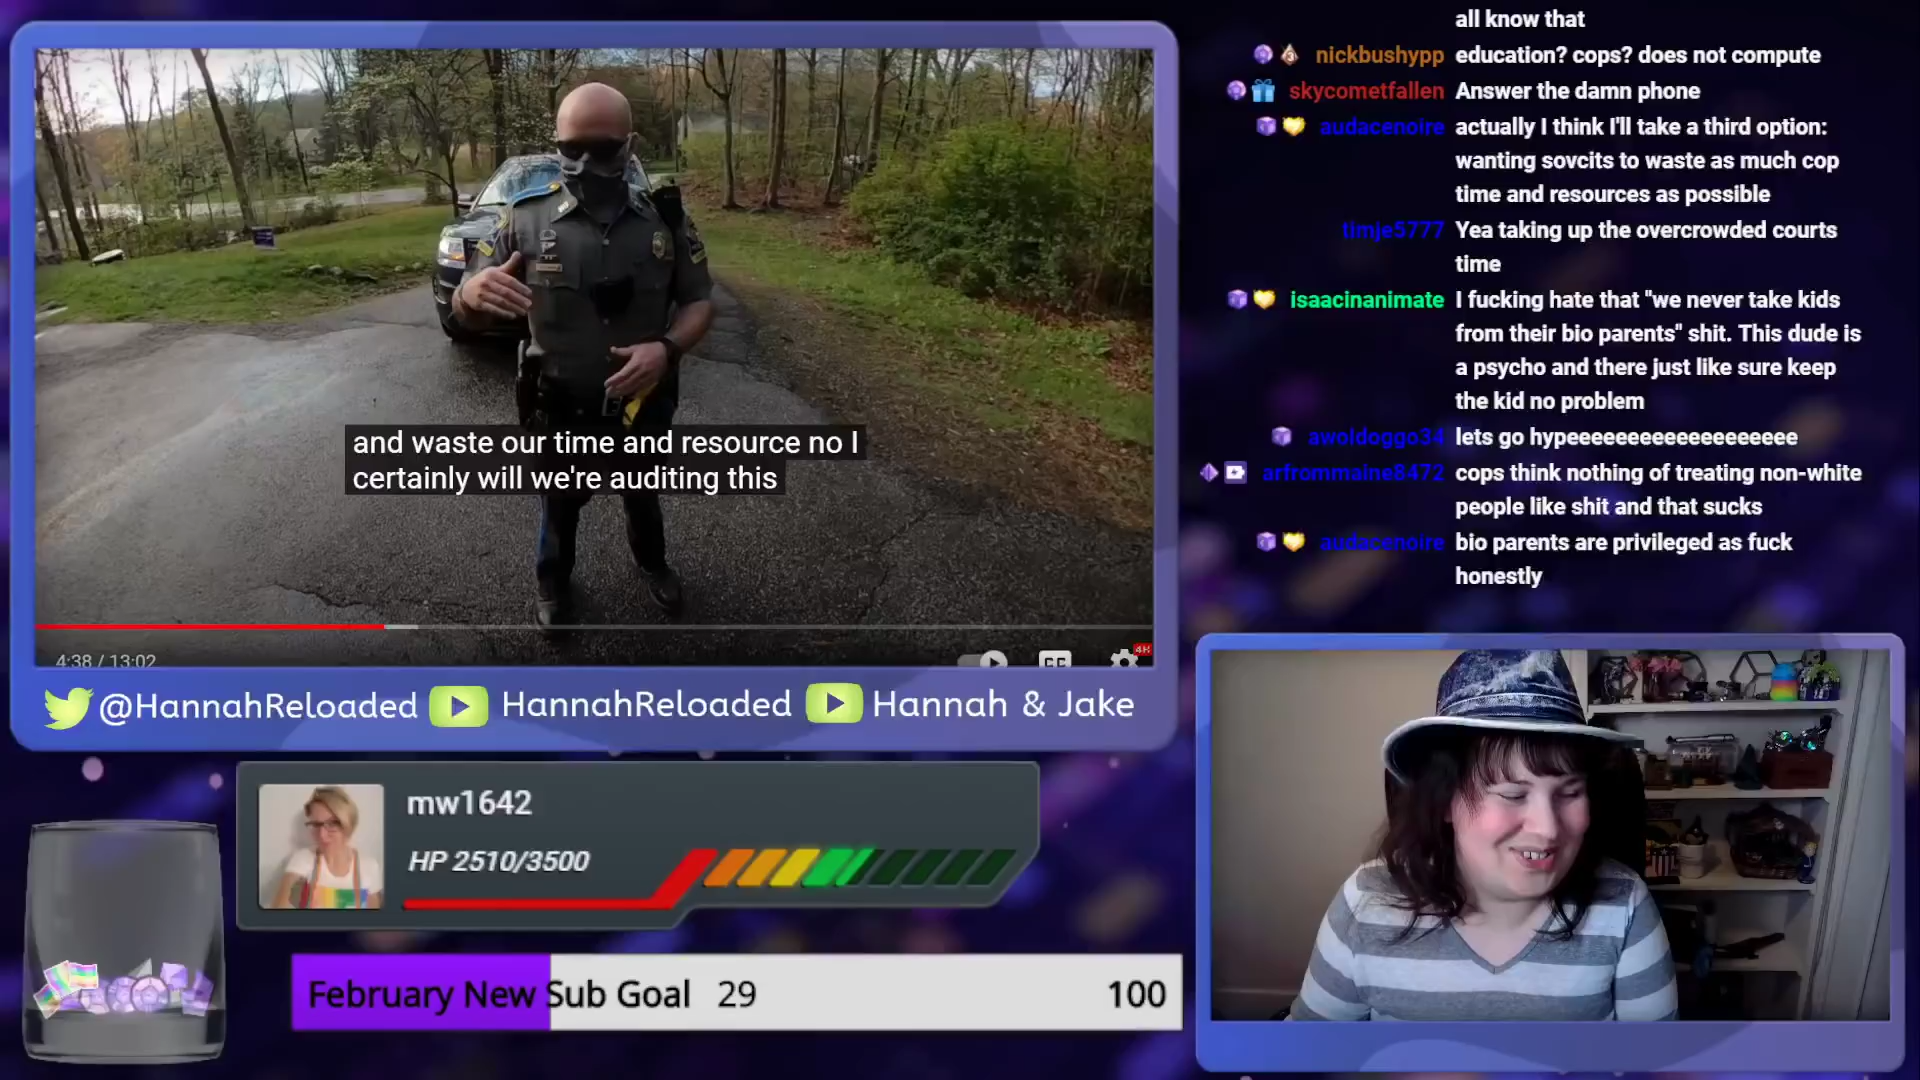 and waste our time and resource no I
certainly will we're auditing this
4:38 / 13:02
CC
4K
@HannahReloaded
HannahReloaded
Hannah & Jake
mw1642
HP 2510/3500
February New Sub Goal 29 100
all know that
nickbushypp education? cops? does not compute
skycometfallen Answer the damn phone
audacenoire actually I think I'll take a third option:
wanting sovcits to waste as much cop
time and resources as possible
timje5777 Yea taking up the overcrowded courts
time
isaacinanimate I fucking hate that "we never take kids
from their bio parents" shit. This dude is
a psycho and there just like sure keep
the kid no problem
awoldoggo34 lets go hypeeeeeeeeeeeeeeeeeee
arfrommaine8472 cops think nothing of treating non-white
people like shit and that sucks
audacenoire bio parents are privileged as fuck
honestly